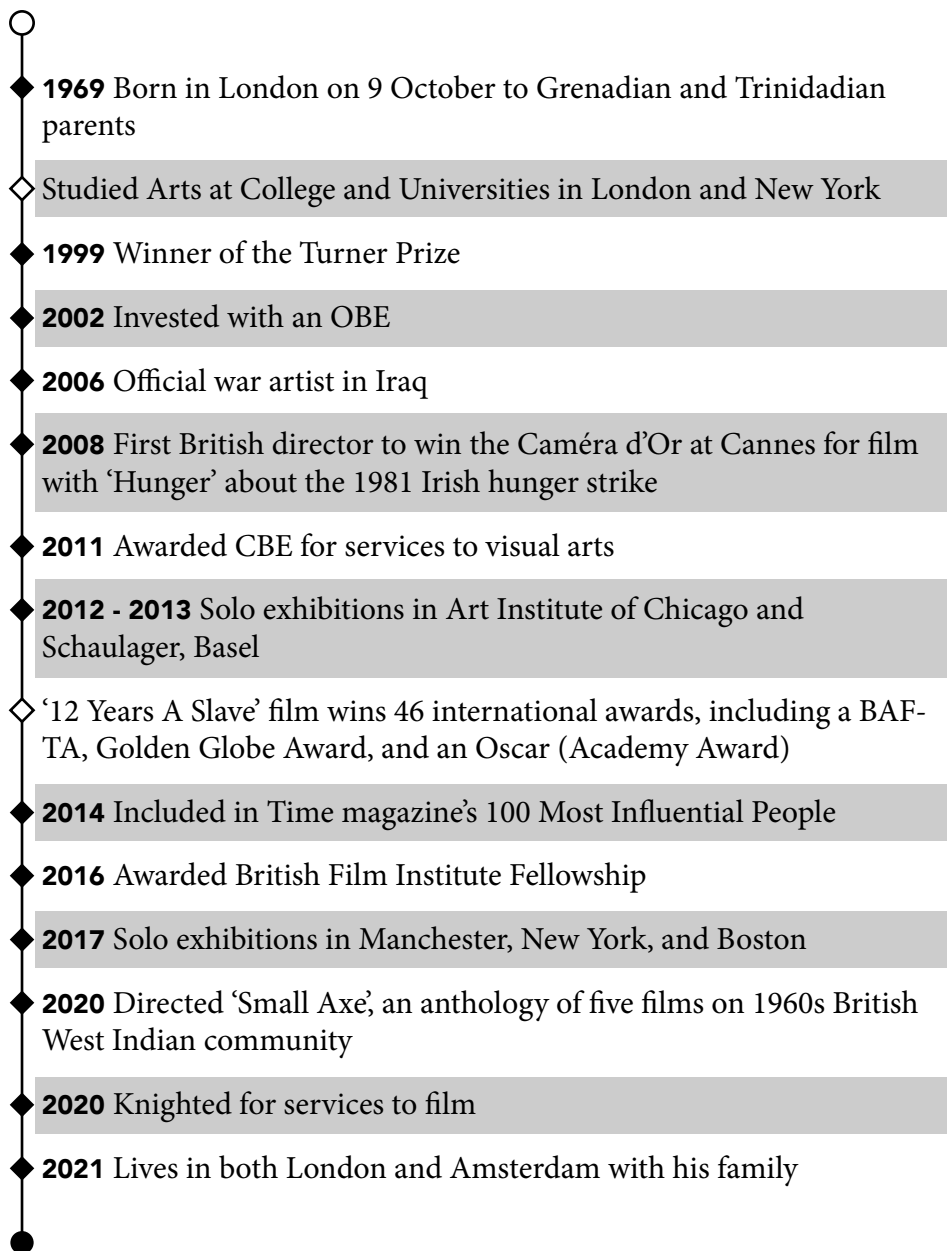 1969 Born in London on 9 October to Grenadian and Trinidadian
parents
Studied Arts at College and Universities in London and New York
1999 Winner of the Turner Prize
2002 Invested with an OBE
2006 Official war artist in Iraq
2008 First British director to win the Caméra d’Or at Cannes for film
with ‘Hunger’ about the 1981 Irish hunger strike
2011 Awarded CBE for services to visual arts
2012 - 2013 Solo exhibitions in Art Institute of Chicago and
Schaulager, Basel
‘12 Years A Slave’ film wins 46 international awards, including a BAF-
TA, Golden Globe Award, and an Oscar (Academy Award)
2014 Included in Time magazine’s 100 Most Influential People
2016 Awarded British Film Institute Fellowship
2017 Solo exhibitions in Manchester, New York, and Boston
2020 Directed ‘Small Axe’, an anthology of five films on 1960s British
West Indian community
2020 Knighted for services to film
2021 Lives in both London and Amsterdam with his family